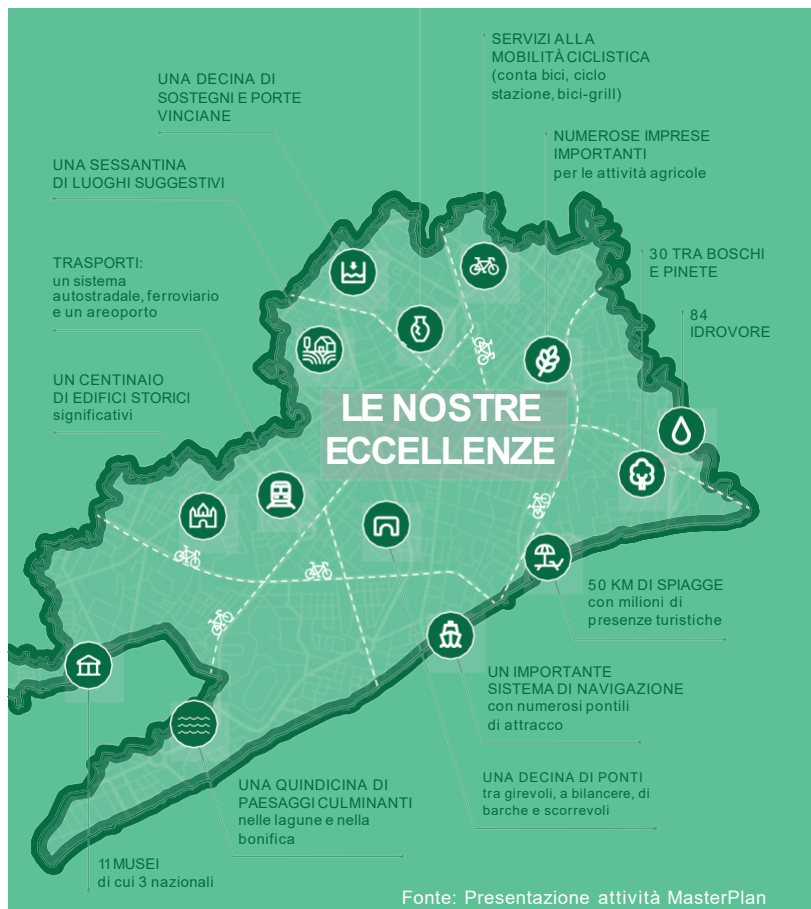 SERVIZI ALLA
MOBILITÀ CICLISTICA
(conta bici, ciclo
stazione, bici-grill)
UNA DECINA DI
SOSTEGNI E PORTE
VINCIANE
NUMEROSE IMPRESE
IMPORTANTI
per le attività agricole
UNA SESSANTINA
DI LUOGHI SUGGESTIVI
30 TRA BOSCHI
E PINETE
TRASPORTI:
un sistema
autostradale, ferroviario
e un areoporto
84
IDROVORE
UN CENTINAIO
DI EDIFICI STORICI
significativi
LE NOSTRE
ECCELLENZE
50 KM DI SPIAGGE
con milioni di
presenze turistiche
UN IMPORTANTE
SISTEMA DI NAVIGAZIONE
con numerosi pontili
di attracco
UNA DECINA DI PONTI
tra girevoli, a bilancere, di
barche e scorrevoli
UNA QUINDICINA DI
PAESAGGI CULMINANTI
nelle lagune e nella
bonifica
11 MUSEI
di cui 3 nazionali
Fonte: Presentazione attività MasterPlan